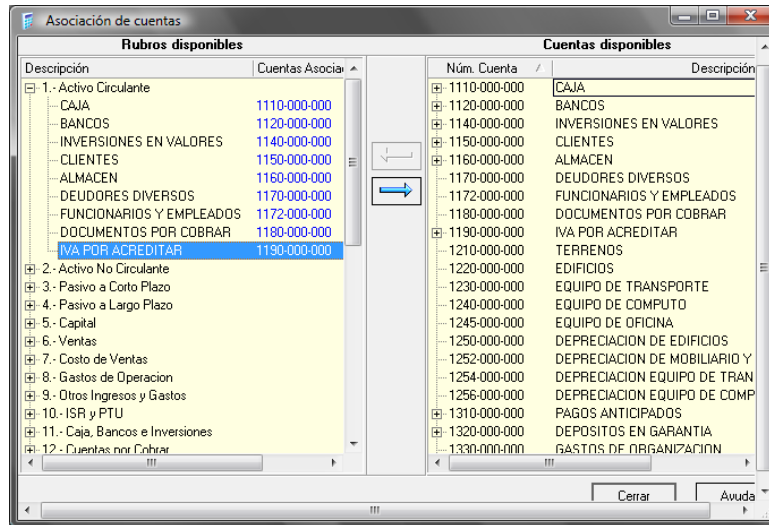 Asociación de cuentas
Rubros disponibles
Descripción Cuentas Asocia
1.- Activo Circulante
CAJA 1110-000-000
BANCOS 1120-000-000
INVERSIONES EN VALORES 1140-000-000
CLIENTES 1150-000-000
ALMACEN 1160-000-000
DEUDORES DIVERSOS 1170-000-000
FUNCIONARIOS Y EMPLEADOS 1172-000-000
DOCUMENTOS POR COBRAR 1180-000-000
IVA POR ACREDITAR 1190-000-000
2.- Activo No Circulante
3.- Pasivo a Corto Plazo
4.- Pasivo a Largo Plazo
5.- Capital
6.- Ventas
7.- Costo de Ventas
8.- Gastos de Operacion
9.- Otros Ingresos y Gastos
10.- ISR y PTU
11.- Caja, Bancos e Inversiones
12.- Cuentas por Cobrar
Cuentas disponibles
Núm. Cuenta Descripción
1110-000-000 CAJA
1120-000-000 BANCOS
1140-000-000 INVERSIONES EN VALORES
1150-000-000 CLIENTES
1160-000-000 ALMACEN
1170-000-000 DEUDORES DIVERSOS
1172-000-000 FUNCIONARIOS Y EMPLEADOS
1180-000-000 DOCUMENTOS POR COBRAR
1190-000-000 IVA POR ACREDITAR
1210-000-000 TERRENOS
1220-000-000 EDIFICIOS
1230-000-000 EQUIPO DE TRANSPORTE
1240-000-000 EQUIPO DE COMPUTO
1245-000-000 EQUIPO DE OFICINA
1250-000-000 DEPRECIACION DE EDIFICIOS
1252-000-000 DEPRECIACION DE MOBILIARIO Y
1254-000-000 DEPRECIACION EQUIPO DE TRAN
1256-000-000 DEPRECIACION EQUIPO DE COMP
1310-000-000 PAGOS ANTICIPADOS
1320-000-000 DEPOSITOS EN GARANTIA
1330-000-000 GASTOS DE ORGANIZACION
Cerrar Ayuda